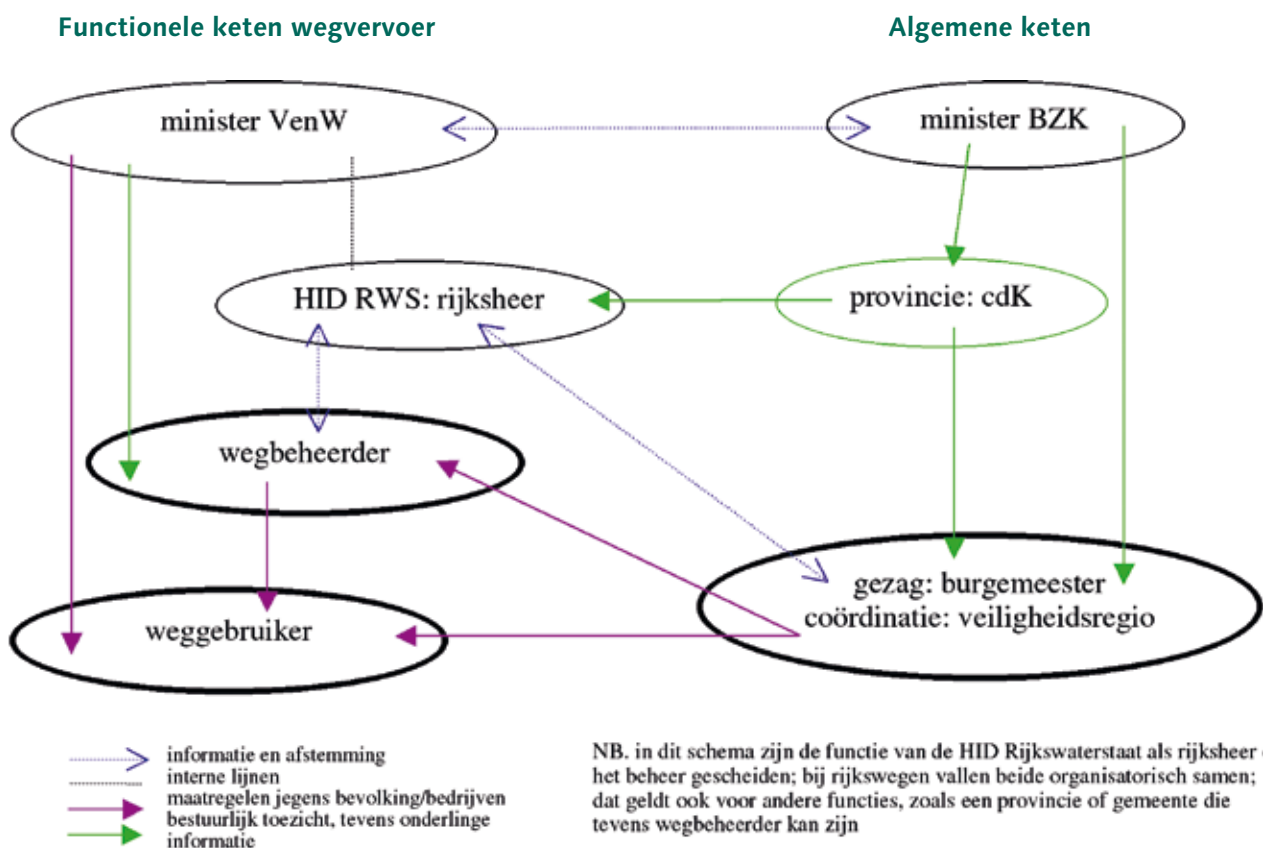 Functionele keten wegvervoer
Algemene keten
minister VenW
minister BZK
HID RWS: rijksheer
provincie: cdK
wegbeheerder
gezag: burgemeester
coördinatie: veiligheidsregio
weggebruiker
informatie en afstemming
interne lijnen
maatregelen jegens bevolking/bedrijven
bestuurlijk toezicht, tevens onderlinge
informatie
NB. in dit schema zijn de functie van de HID Rijkswaterstaat als rijksheer
het beheer gescheiden; bij rijkswegen vallen beide organisatorisch samen;
dat geldt ook voor andere functies, zoals een provincie of gemeente die
tevens wegbeheerder kan zijn